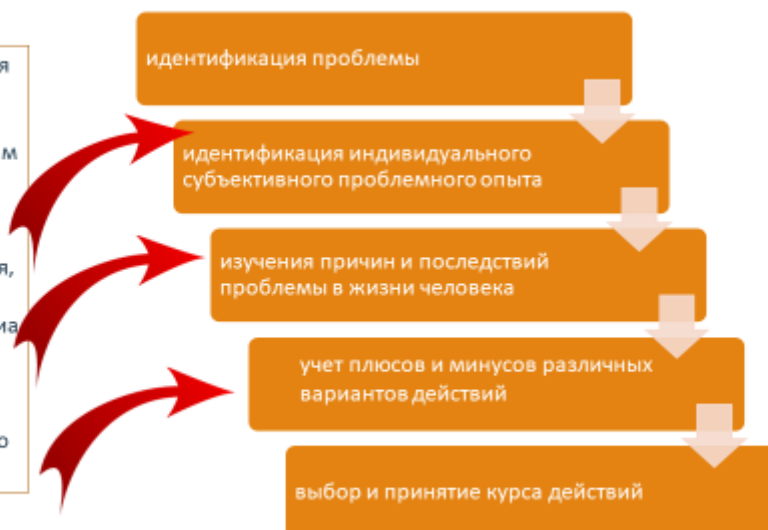 идентификация проблемы
идентификация индивидуального
субъективного проблемного опыта
изучения причин и последствий
проблемы в жизни человека
учет плюсов и минусов различных
вариантов действий
выбор и принятие курса действий